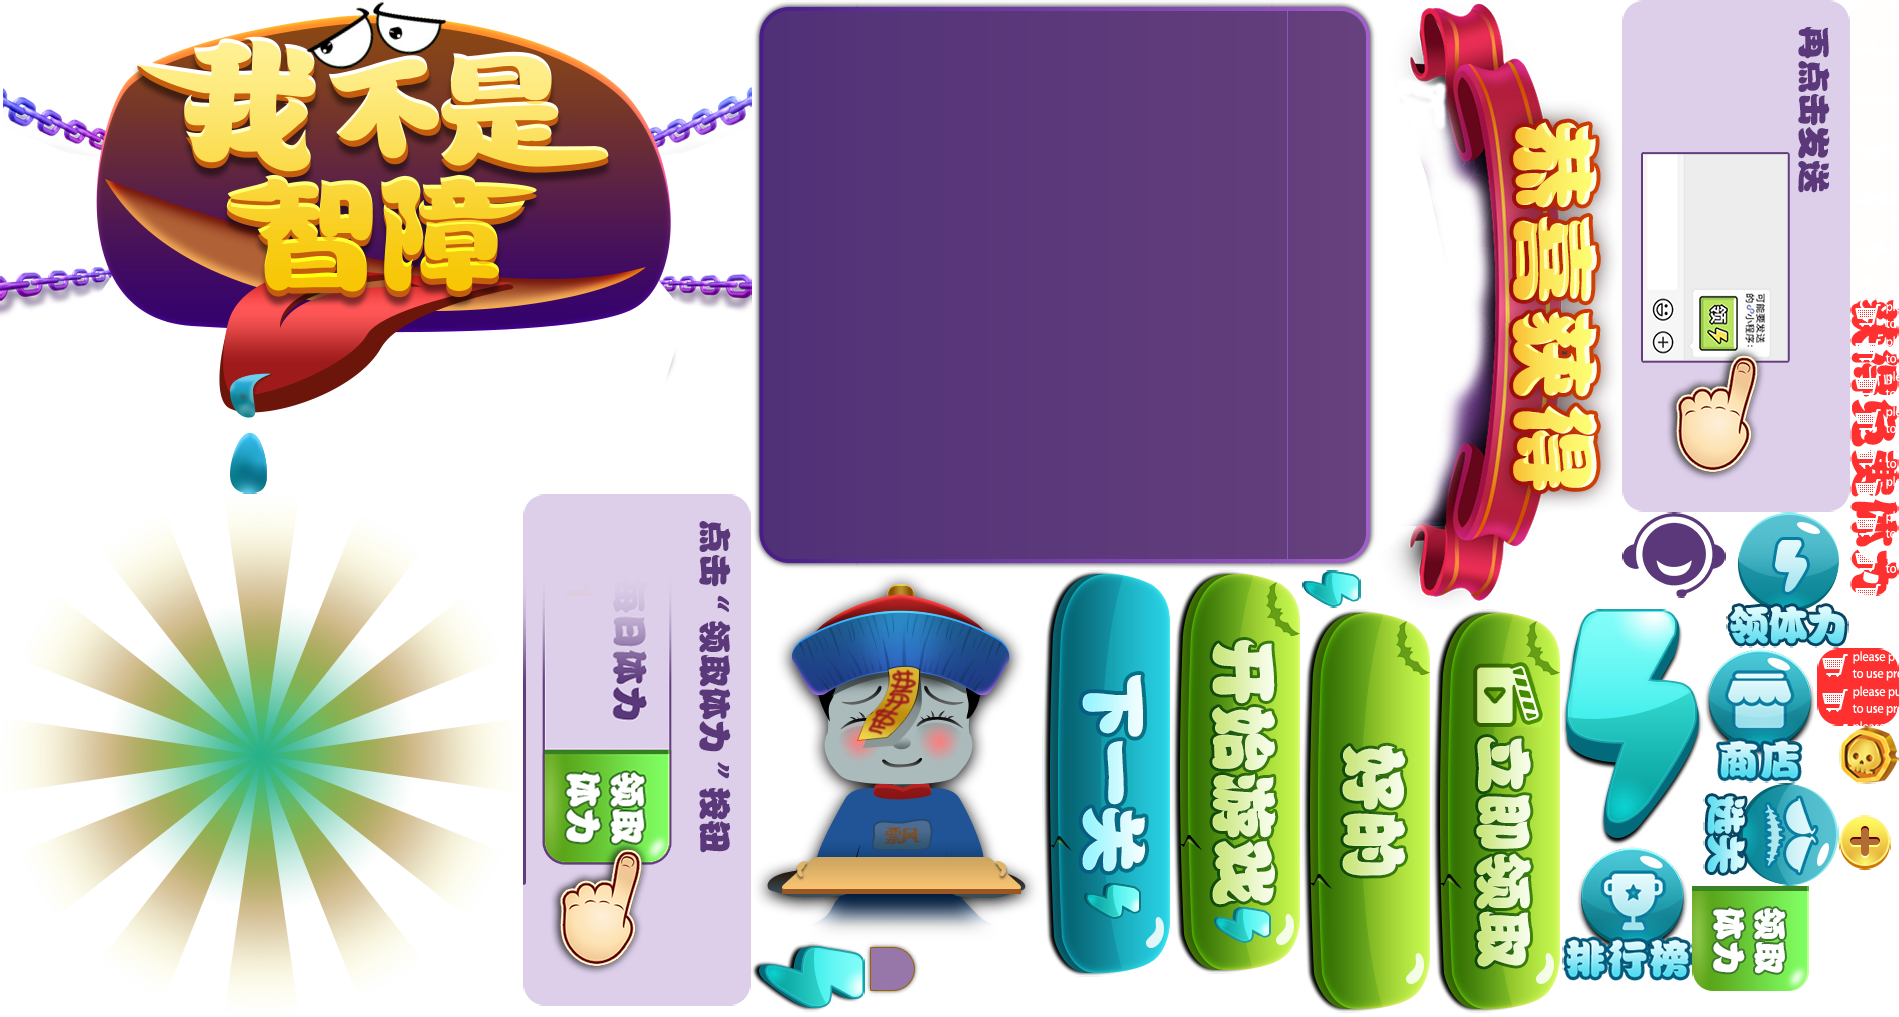 我不是
智障
恭喜获得
再点击发送
可能要发送
的小程序：
领
点击“领取体力”按钮
每日体力
领取
体力
下一关
开始游戏
好的
立即领取
领体力
商店
选关
排行榜
领取
体力
please pu
to use pro
please pu
to use pro